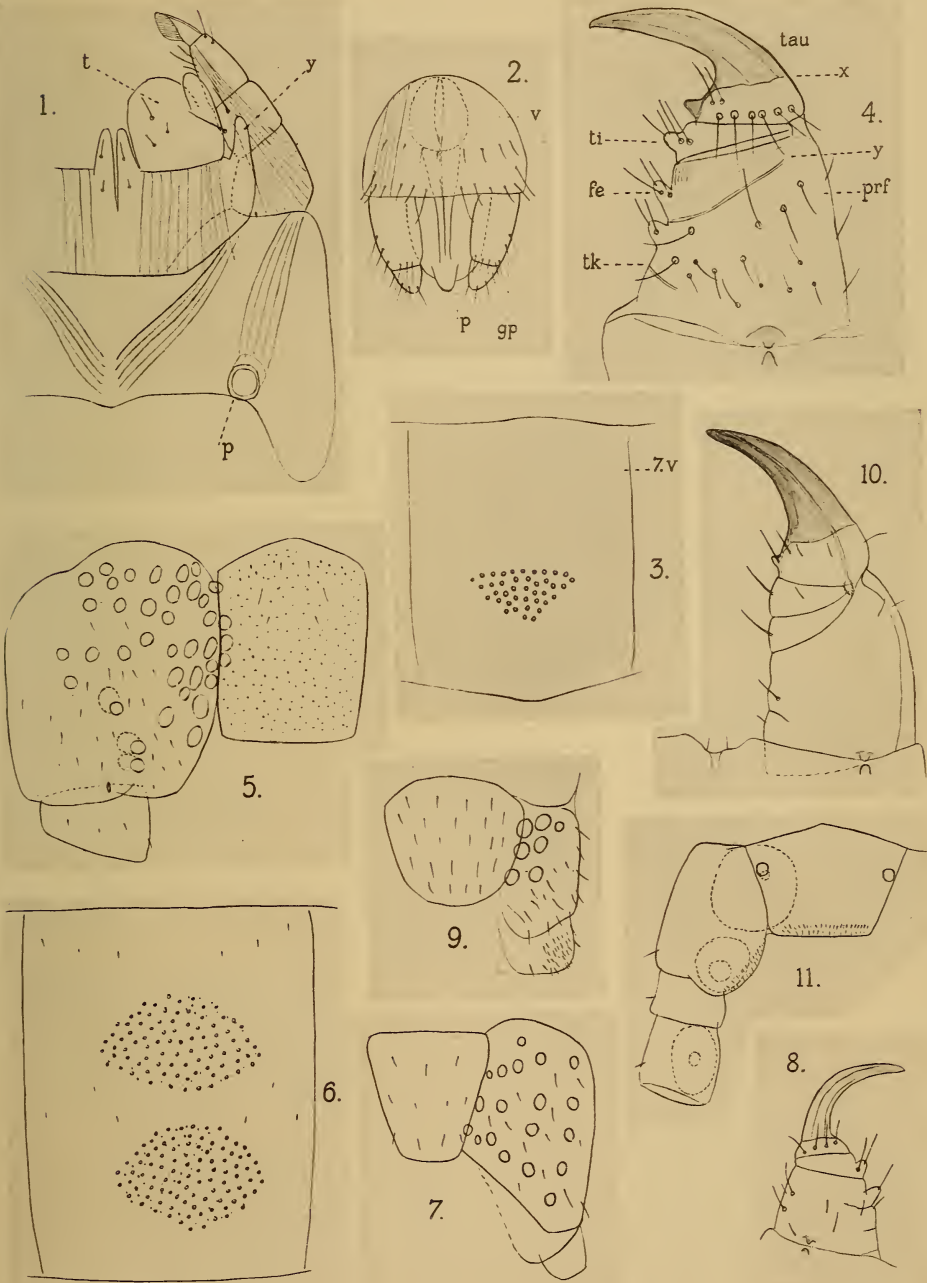 1.
t
y
p
2.
v
p
gp
tau
x
4.
ti
y
fe
prf
tk
7.v
3.
10.
5.
9.
11.
6.
7.
8.